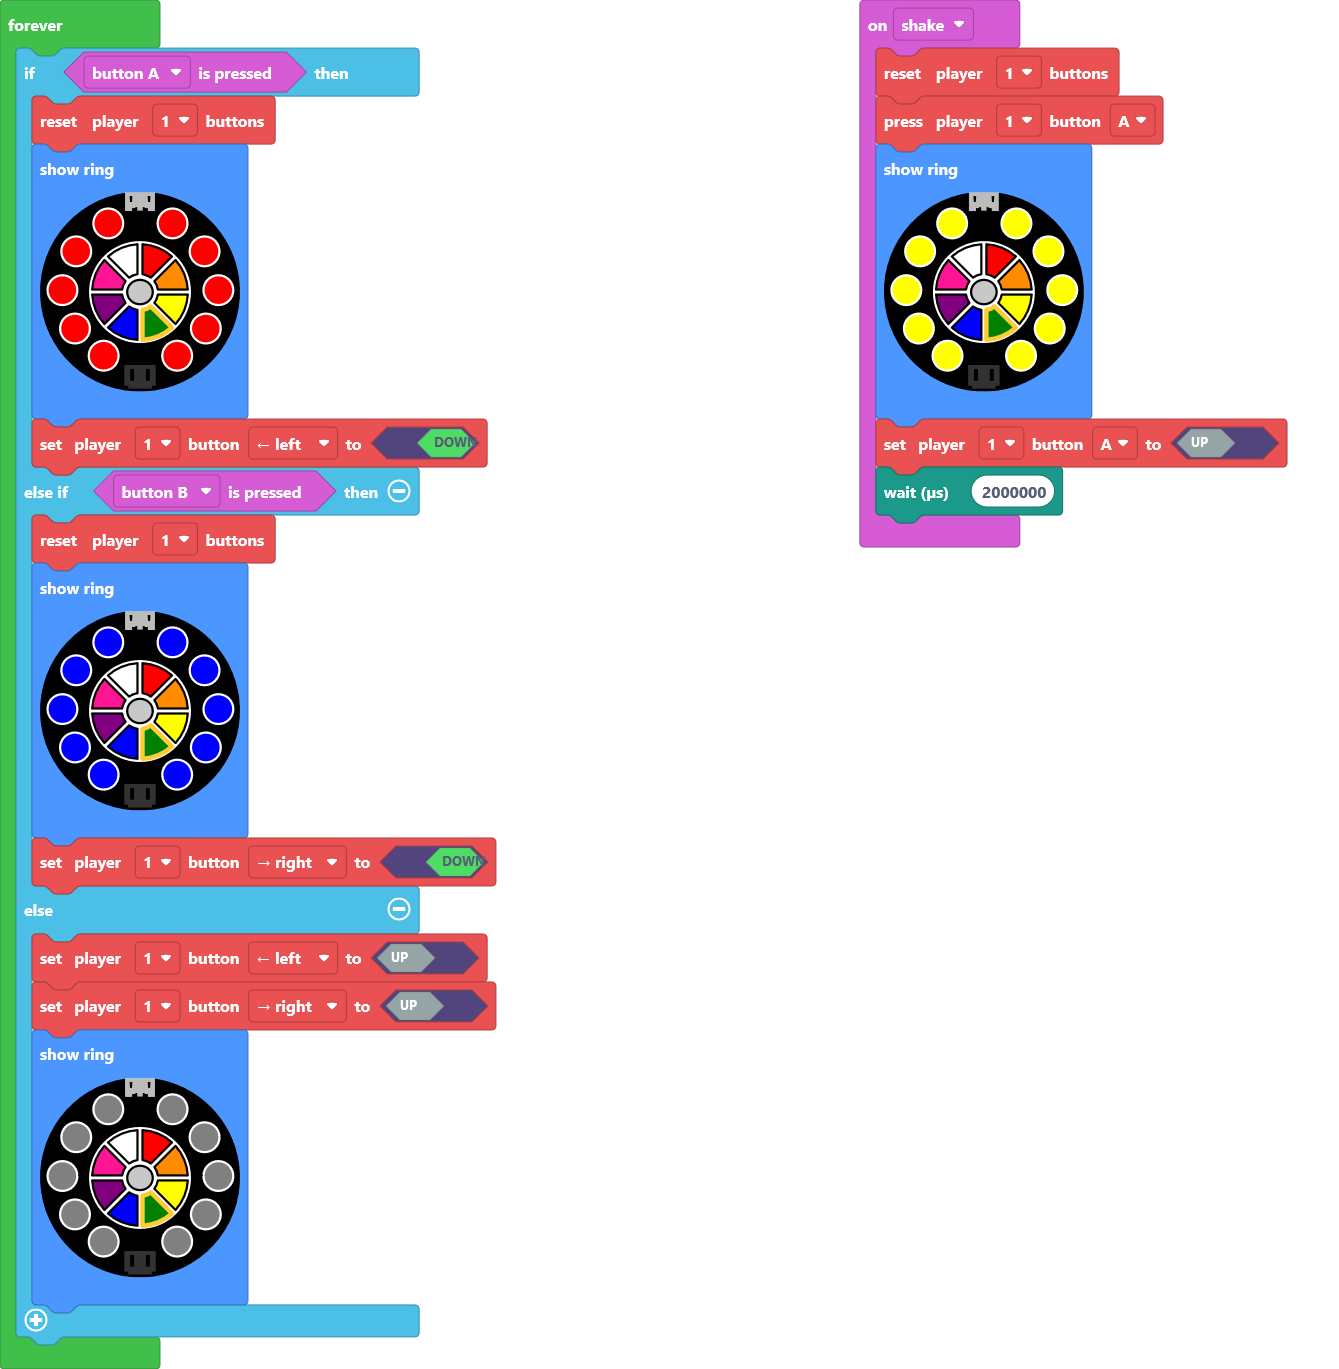 forever
if button A is pressed then
reset player 1 buttons
show ring
set player 1 button ← left to DOWN
else if button B is pressed then
reset player 1 buttons
show ring
set player 1 button → right to DOWN
else
set player 1 button ← left to UP
set player 1 button → right to UP
show ring
on shake
reset player 1 buttons
press player 1 button A
show ring
set player 1 button A to UP
wait (µs) 2000000